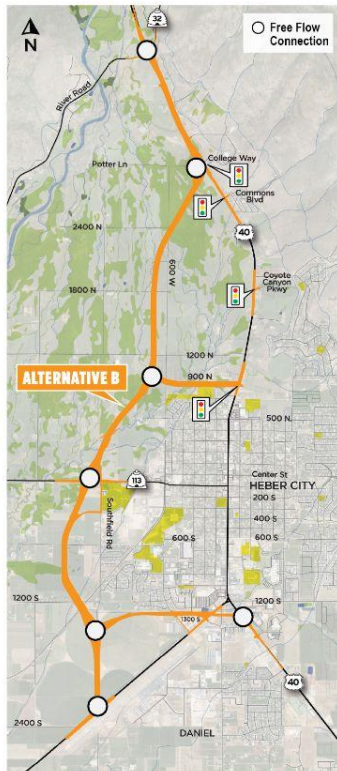 N
32
Free Flow
Connection
River Road
Potter Ln
College Way
Commons
Blvd
2400 N
40
600 W
Coyote
Canyon
Pkwy
1800 N
1200 N
900 N
ALTERNATIVE B
500 N
Center St
113
HEBER CITY
200 S
400 S
600 S
Southfield Rd
600 S
1200 S
1200 S
1300 S
40
2400 S
DANIEL